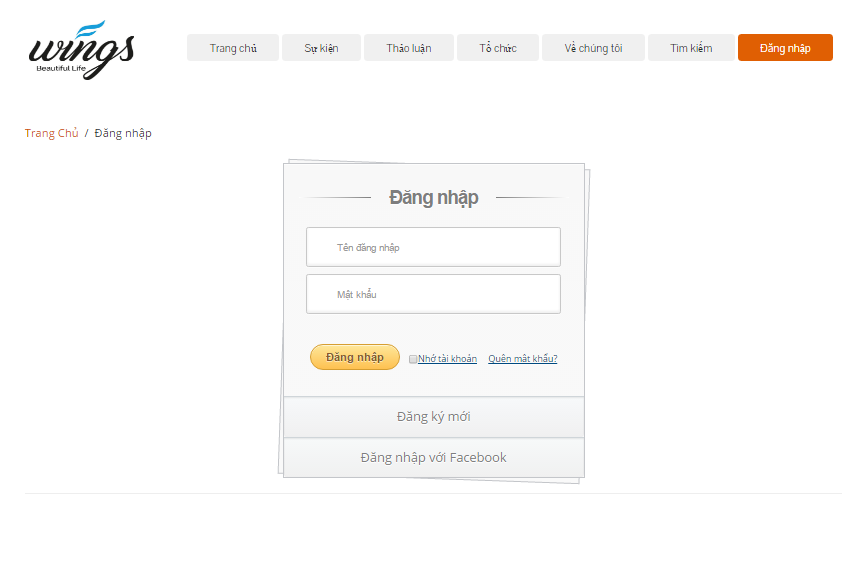 wings
Beautiful Life
Trang chủ Sự kiện Thảo luận Tổ chức Về chúng tôi Tìm kiếm Đăng nhập
Trang Chủ / Đăng nhập
Đăng nhập
Tên đăng nhập
Mật khẩu
Đăng nhập Nhớ tài khoản Quên mât khẩu?
Đăng ký mới
Đăng nhập với Facebook